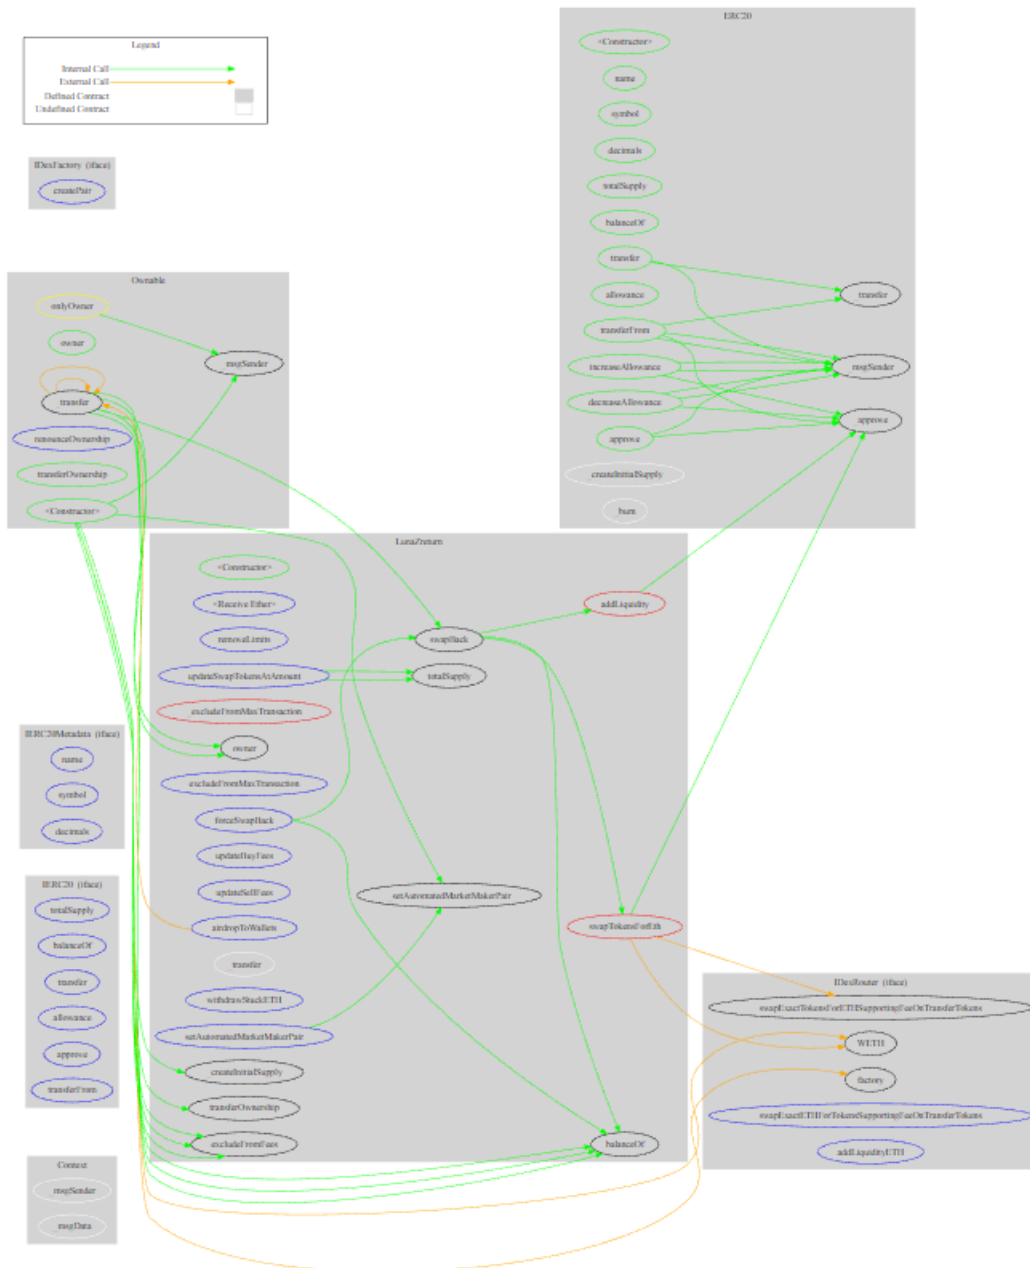 Legend
Internal Call
External Call
Defined Contract
Undefined Contract
IDexFactory (iface)
createPair
Ownable
onlyOwner
owner
transfer
renounceOwnership
transferOwnership
<Constructor>
msgSender
ERC20
<Constructor>
name
symbol
decimals
totalSupply
balanceOf
transfer
allowance
transferFrom
increaseAllowance
decreaseAllowance
approve
createInitialSupply
burn
transfer
msgSender
approve
LunaZreturn
<Constructor>
<Receive Ether>
removeLimits
updateSwapTokensAtAmount
excludeFromMaxTransaction
owner
excludeFromMaxTransaction
forceSwapBack
updateBuyFees
updateSellFees
airdropToWallets
transfer
withdrawStuckETH
setAutomatedMarketMakerPair
createInitialSupply
transferOwnership
excludeFromFees
swapBack
totalSupply
setAutomatedMarketMakerPair
addLiquidity
swapTokensForEth
balanceOf
IERC20Metadata (iface)
name
symbol
decimals
IERC20 (iface)
totalSupply
balanceOf
transfer
allowance
approve
transferFrom
Context
_msgSender
_msgData
IDexRouter (iface)
swapExactTokensForETHSupportingFeeOnTransferTokens
WETH
factory
swapExactETHForTokensSupportingFeeOnTransferTokens
addLiquidityETH